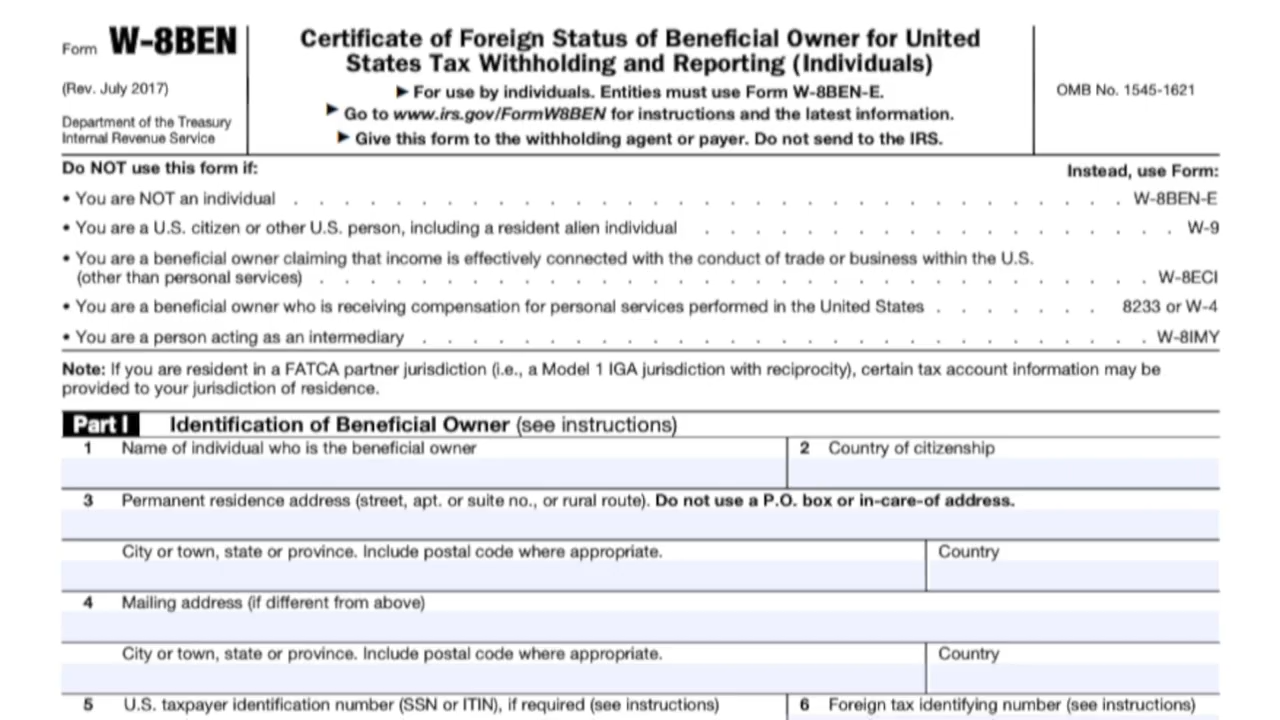 Form W-8BEN
(Rev. July 2017)
Department of the Treasury
Internal Revenue Service
Certificate of Foreign Status of Beneficial Owner for United
States Tax Withholding and Reporting (Individuals)
► For use by individuals. Entities must use Form W-8BEN-E.
► Go to www.irs.gov/FormW8BEN for instructions and the latest information.
► Give this form to the withholding agent or payer. Do not send to the IRS.
OMB No. 1545-1621
Do NOT use this form if: Instead, use Form:
• You are NOT an individual . . . . . . . . . . . . . . . . . . . . . . . . . . . . . . . . . W-8BEN-E
• You are a U.S. citizen or other U.S. person, including a resident alien individual . . . . . . . . . . . . . . . W-9
• You are a beneficial owner claiming that income is effectively connected with the conduct of trade or business within the U.S.
(other than personal services) . . . . . . . . . . . . . . . . . . . . . . . . . . . . . . . . . W-8ECI
• You are a beneficial owner who is receiving compensation for personal services performed in the United States . . . . . . . 8233 or W-4
• You are a person acting as an intermediary . . . . . . . . . . . . . . . . . . . . . . . . . . . . . W-8IMY
Note: If you are resident in a FATCA partner jurisdiction (i.e., a Model 1 IGA jurisdiction with reciprocity), certain tax account information may be
provided to your jurisdiction of residence.
Part I Identification of Beneficial Owner (see instructions)
1 Name of individual who is the beneficial owner
2 Country of citizenship
3 Permanent residence address (street, apt. or suite no., or rural route). Do not use a P.O. box or in-care-of address.
City or town, state or province. Include postal code where appropriate.
Country
4 Mailing address (if different from above)
City or town, state or province. Include postal code where appropriate.
Country
5 U.S. taxpayer identification number (SSN or ITIN), if required (see instructions)
6 Foreign tax identifying number (see instructions)